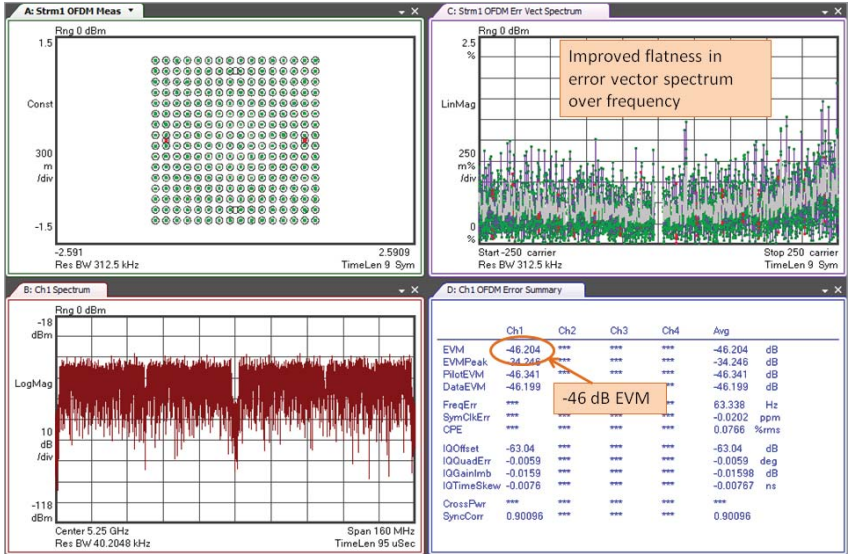 A: Strm1 OFDM Meas
Rng 0 dBm
1.5
Const
300
m
/div
-1.5
-2.591 2.5909
Res BW 312.5 kHz TimeLen 9 Sym
C: Strm1 OFDM Err Vect Spectrum
Rng 0 dBm
2.5
%
Improved flatness in
error vector spectrum
over frequency
LinMag
250
m%
/div
0
%
Start -250 carrier Stop 250 carrier
Res BW 312.5 kHz TimeLen 9 Sym
B: Ch1 Spectrum
Rng 0 dBm
-18
dBm
LogMag
10
dB
/div
-118
dBm
Center 5.25 GHz Span 160 MHz
Res BW 40.2048 kHz TimeLen 95 uSec
D: Ch1 OFDM Error Summary
Ch1 Ch2 Ch3 Ch4 Avg
EVM -46.204 *** *** *** -46.204 dB
EVMPeak -34.246 *** *** *** -34.246 dB
PilotEVM -46.341 *** *** *** -46.341 dB
DataEVM -46.199 *** *** -46.199 dB
-46 dB EVM
FreqErr *** *** *** 63.338 Hz
SymClkErr *** *** *** -0.0202 ppm
CPE *** *** *** *** 0.0766 %rms
IQOffset -63.04 *** *** *** -63.04 dB
IQQuadErr -0.0059 *** *** *** -0.0059 deg
IQGainImb -0.0159 *** *** *** -0.01598 dB
IQTimeSkew -0.0076 *** *** *** -0.00767 ns
CrossPwr *** *** *** *** ***
SyncCorr 0.90096 *** *** *** 0.90096